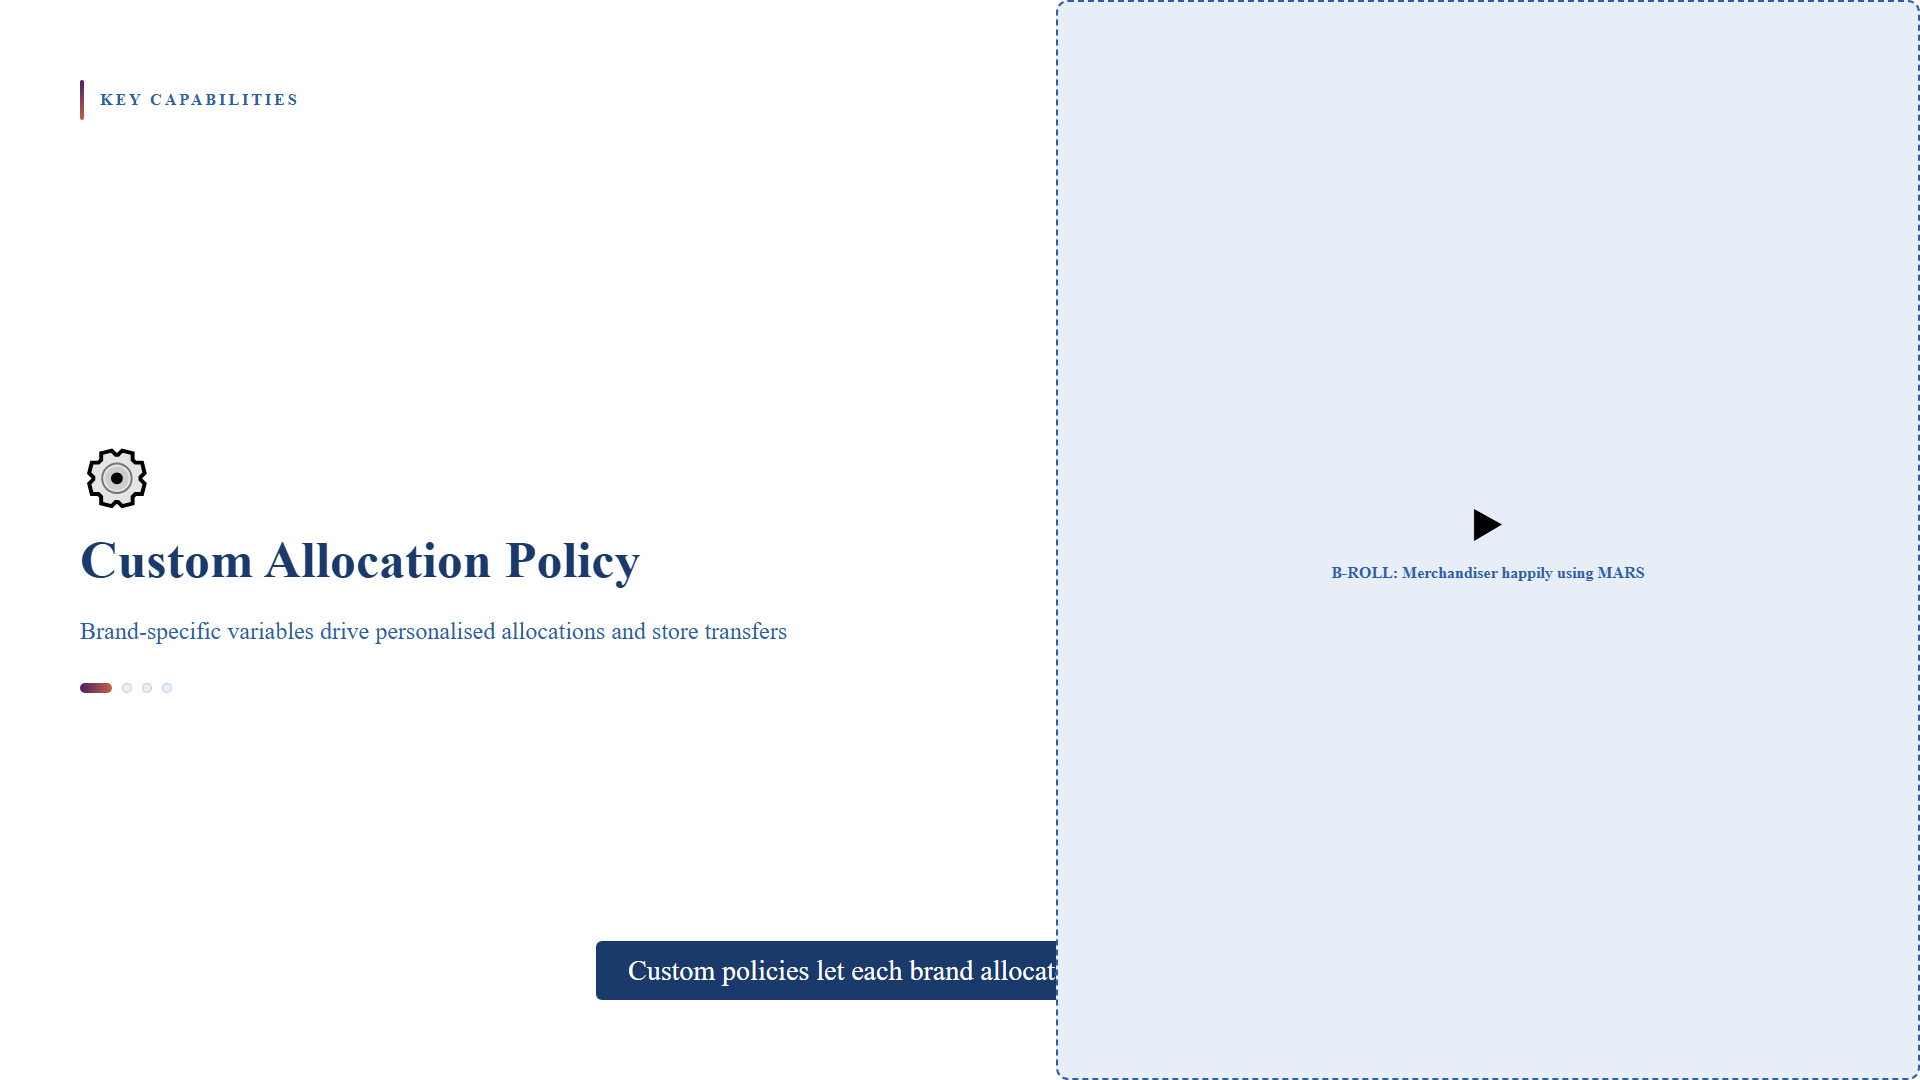 KEY CAPABILITIES
Custom Allocation Policy
Brand-specific variables drive personalised allocations and store transfers
B-ROLL: Merchandiser happily using MARS
Custom policies let each brand